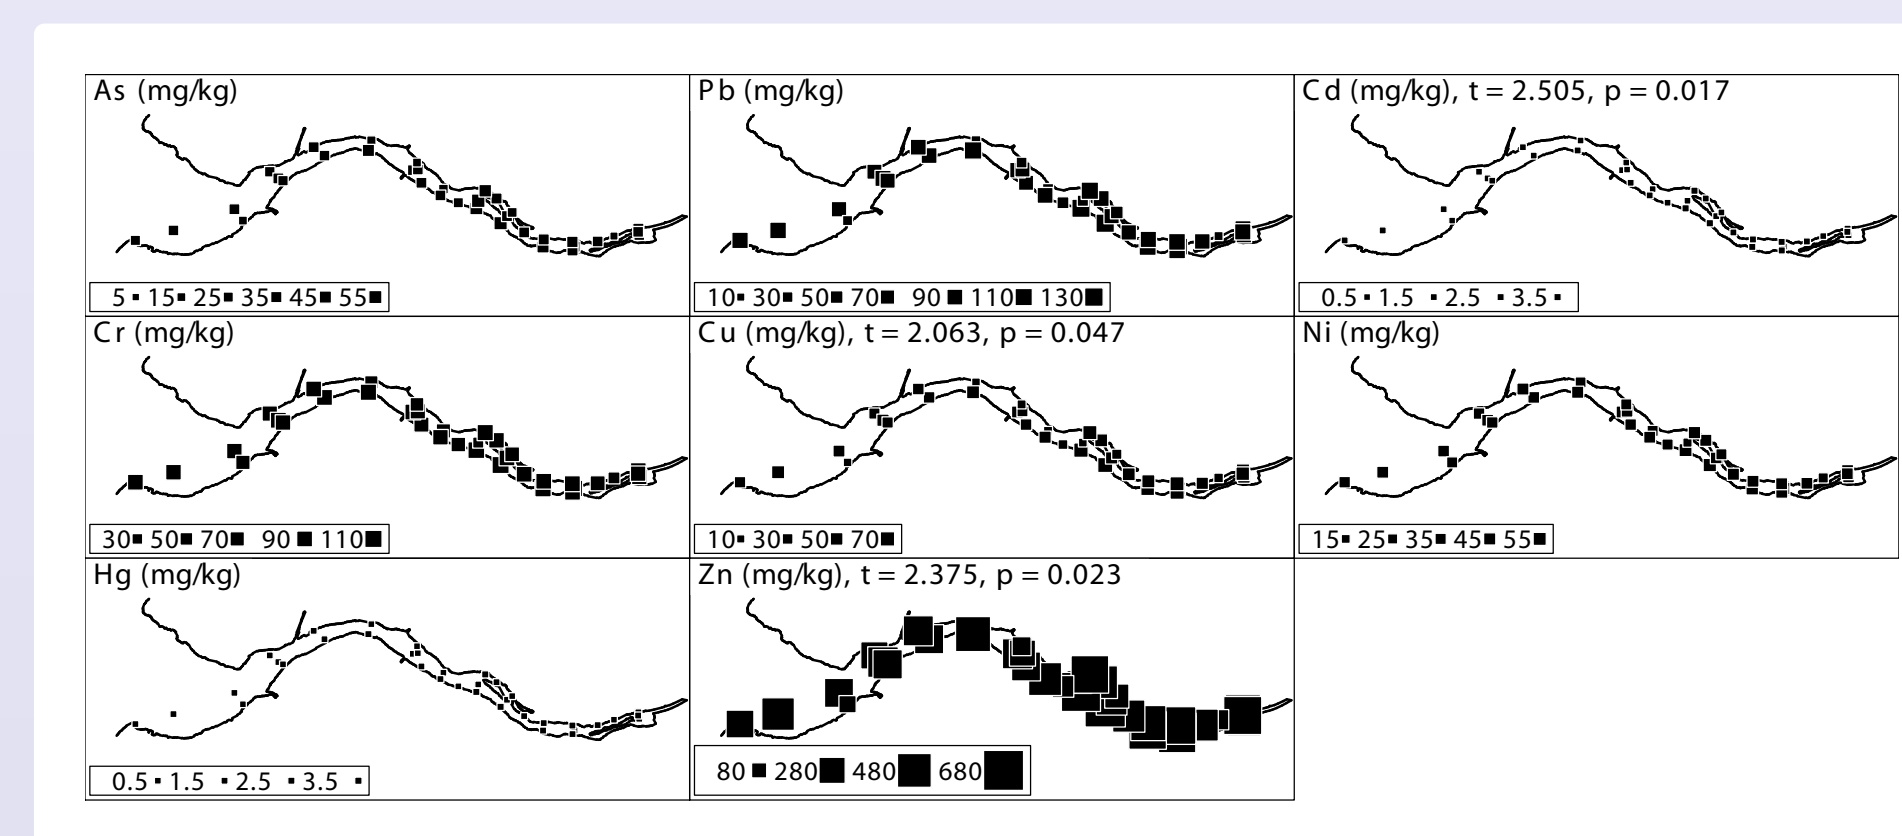 As (mg/kg)
Pb (mg/kg)
Cd (mg/kg), t = 2.505, p = 0.017
5 15 25 35 45 55
10 30 50 70 90 110 130
0.5 1.5 2.5 3.5
Cr (mg/kg)
Cu (mg/kg), t = 2.063, p = 0.047
Ni (mg/kg)
30 50 70 90 110
10 30 50 70
15 25 35 45 55
Hg (mg/kg)
Zn (mg/kg), t = 2.375, p = 0.023
0.5 1.5 2.5 3.5
80 280 480 680